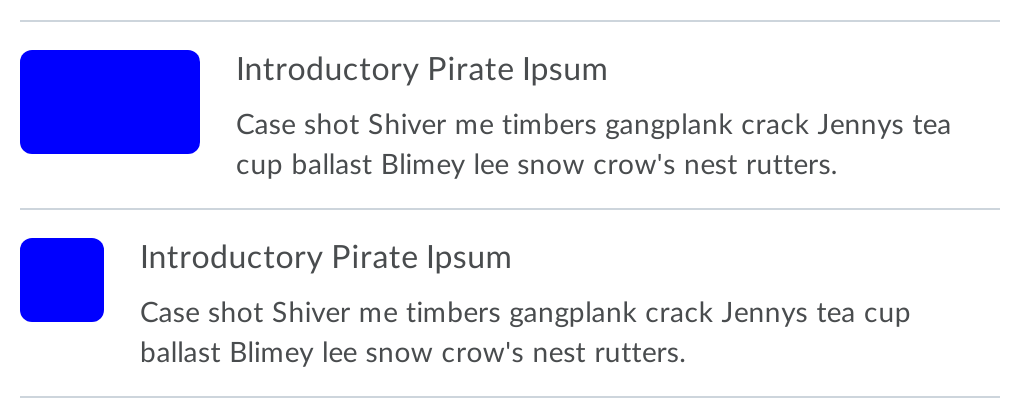 Introductory Pirate Ipsum
Case shot Shiver me timbers gangplank crack Jennys tea
cup ballast Blimey lee snow crow's nest rutters.
Introductory Pirate Ipsum
Case shot Shiver me timbers gangplank crack Jennys tea cup
ballast Blimey lee snow crow's nest rutters.